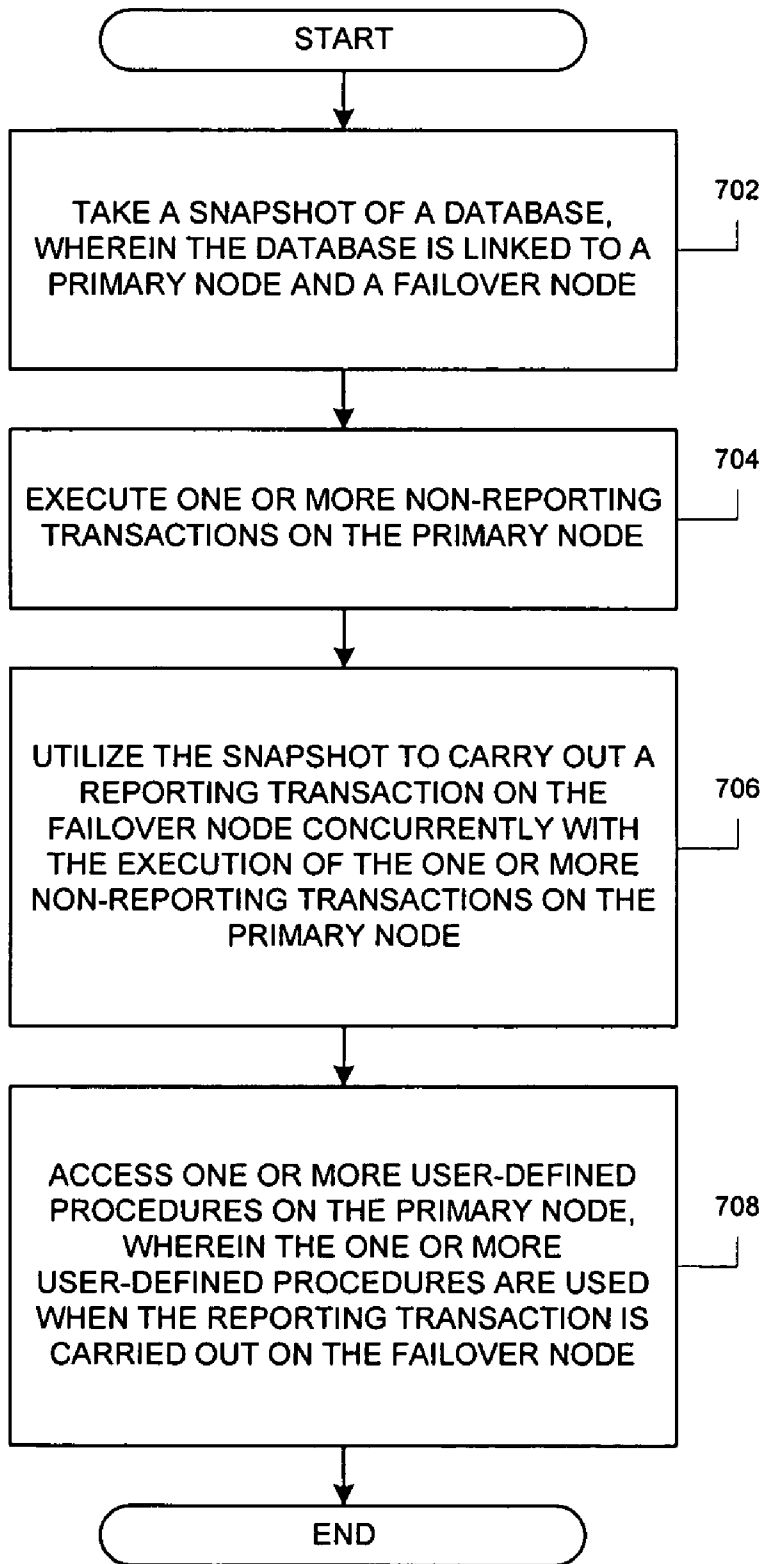 START
TAKE A SNAPSHOT OF A DATABASE,
WHEREIN THE DATABASE IS LINKED TO A
PRIMARY NODE AND A FAILOVER NODE
702
EXECUTE ONE OR MORE NON-REPORTING
TRANSACTIONS ON THE PRIMARY NODE
704
UTILIZE THE SNAPSHOT TO CARRY OUT A
REPORTING TRANSACTION ON THE
FAILOVER NODE CONCURRENTLY WITH
THE EXECUTION OF THE ONE OR MORE
NON-REPORTING TRANSACTIONS ON THE
PRIMARY NODE
706
ACCESS ONE OR MORE USER-DEFINED
PROCEDURES ON THE PRIMARY NODE,
WHEREIN THE ONE OR MORE
USER-DEFINED PROCEDURES ARE USED
WHEN THE REPORTING TRANSACTION IS
CARRIED OUT ON THE FAILOVER NODE
708
END